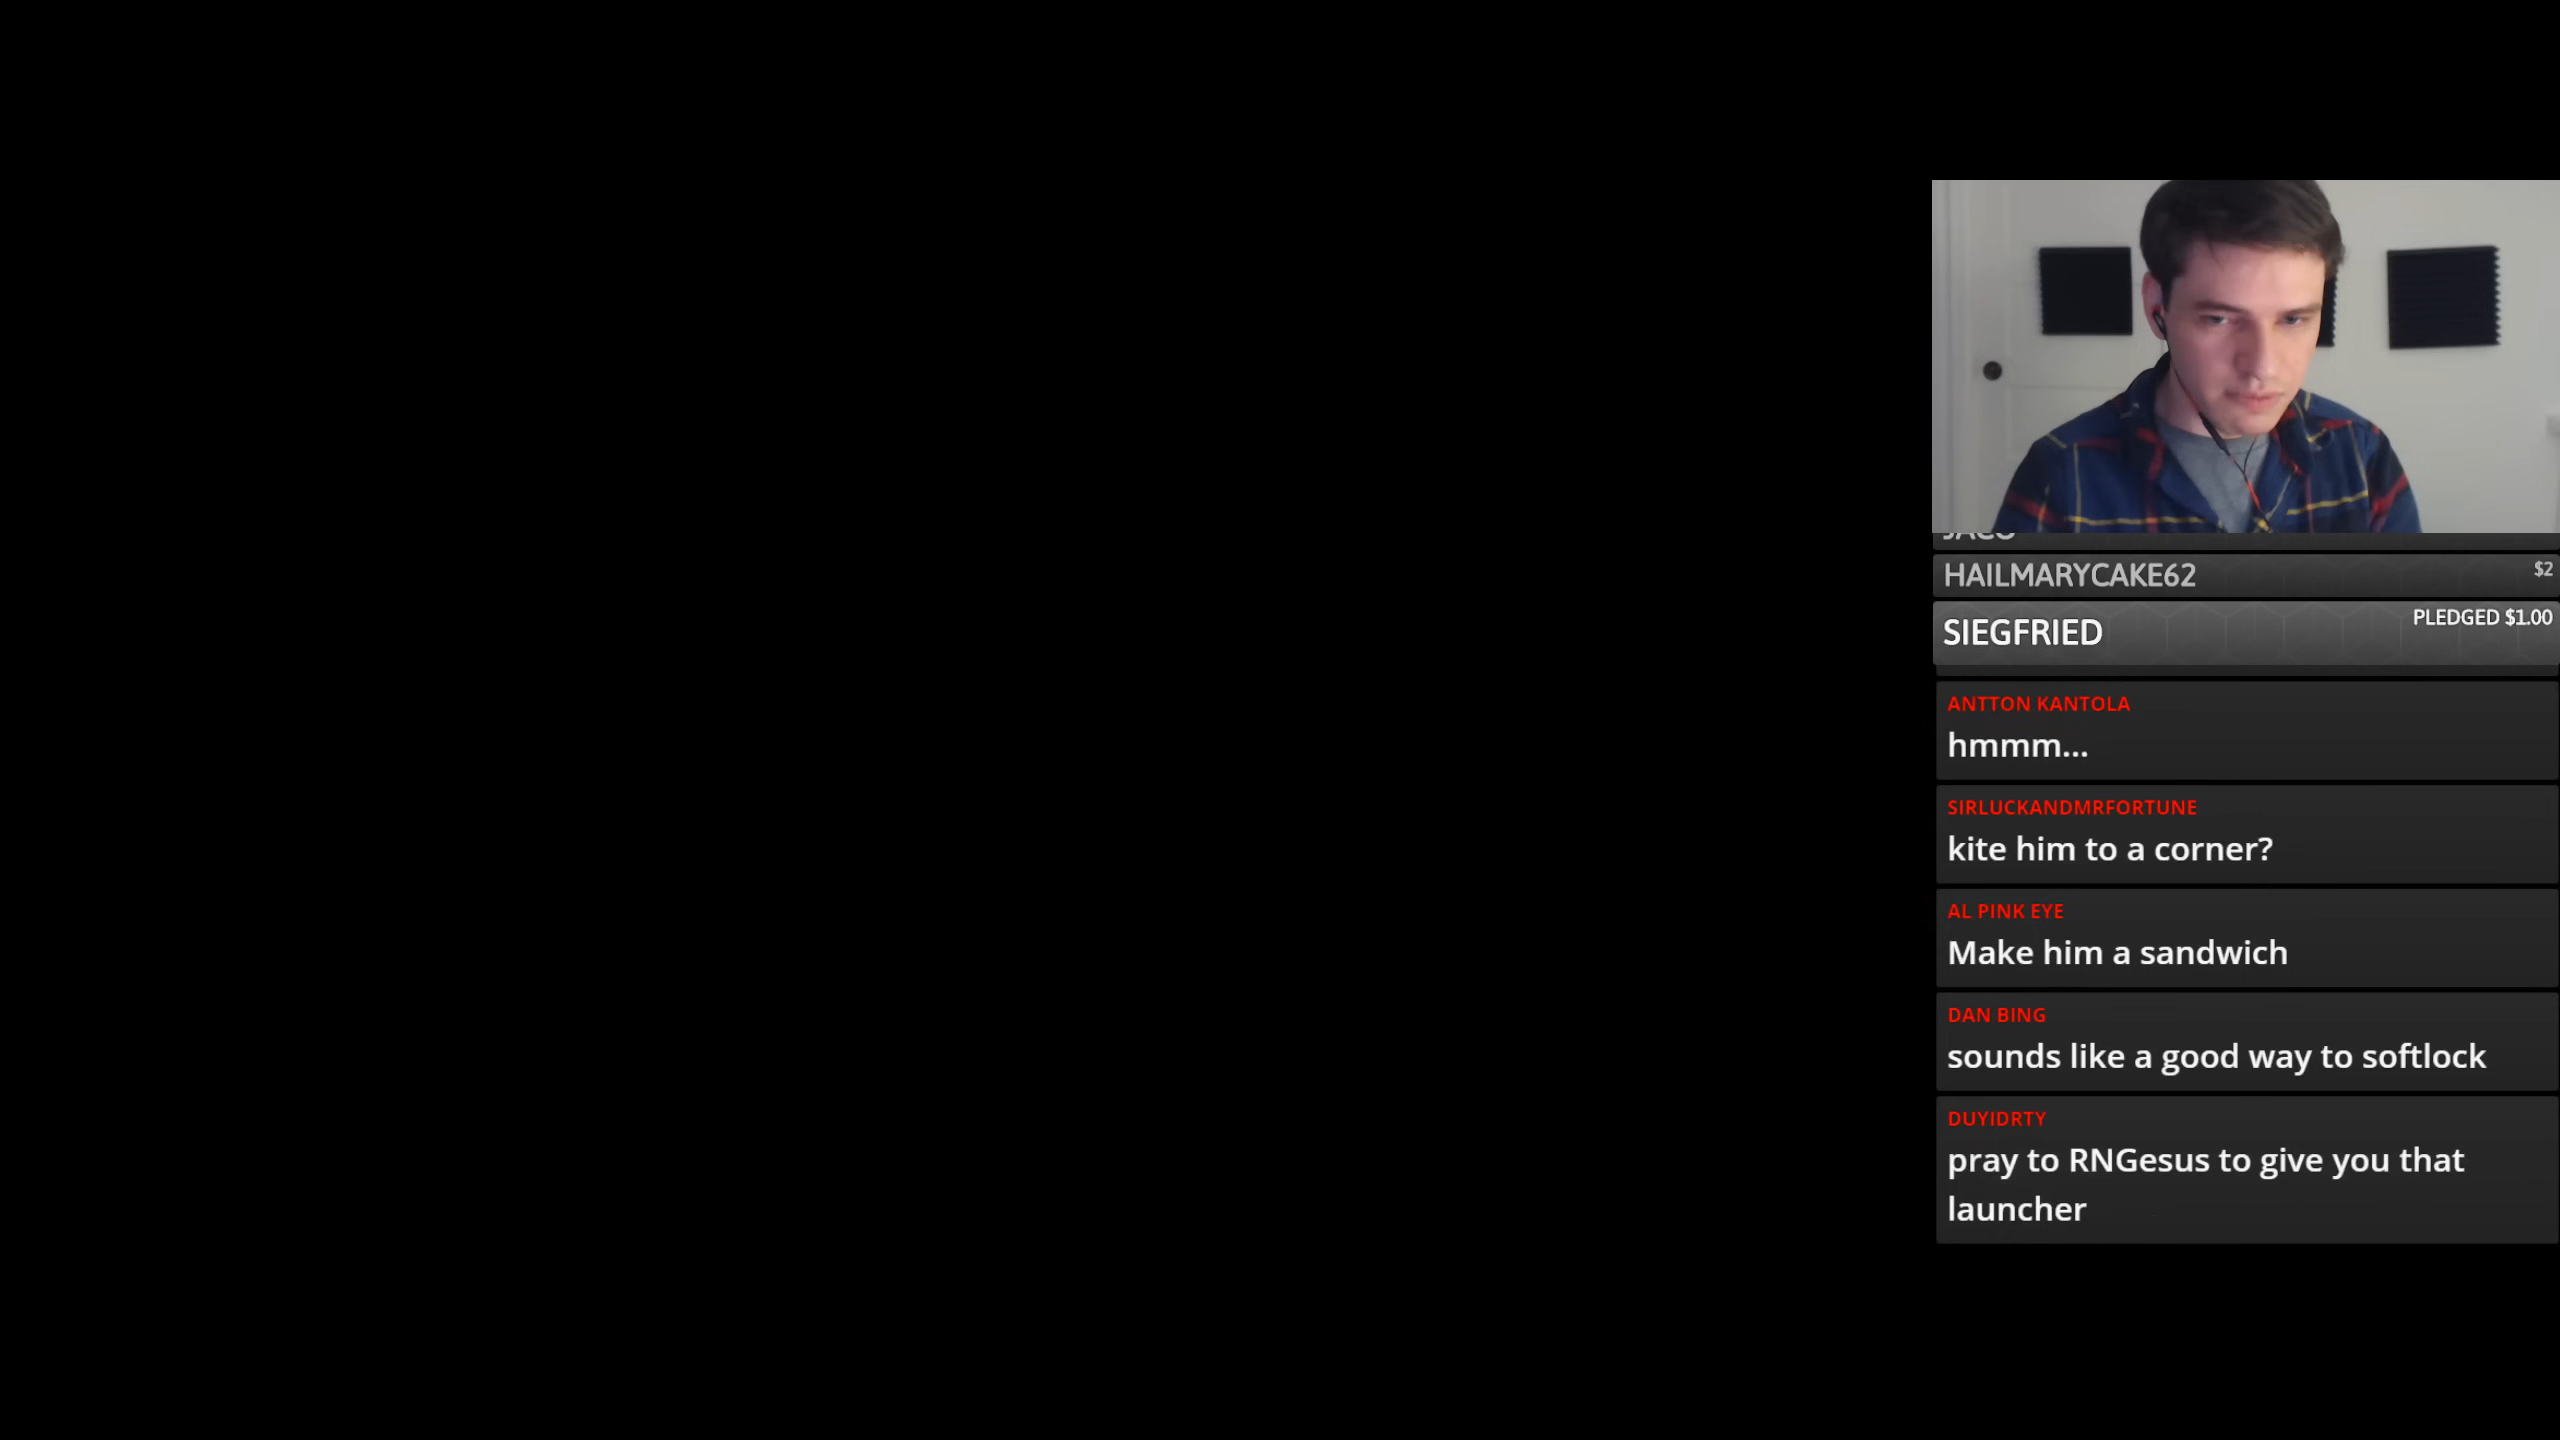 HAILMARYCAKE62 $2
SIEGFRIED PLEDGED $1.00
ANTTON KANTOLA
hmmm...
SIRLUCKANDMRFORTUNE
kite him to a corner?
AL PINK EYE
Make him a sandwich
DAN BING
sounds like a good way to softlock
DUYIDRTY
pray to RNGesus to give you that
launcher